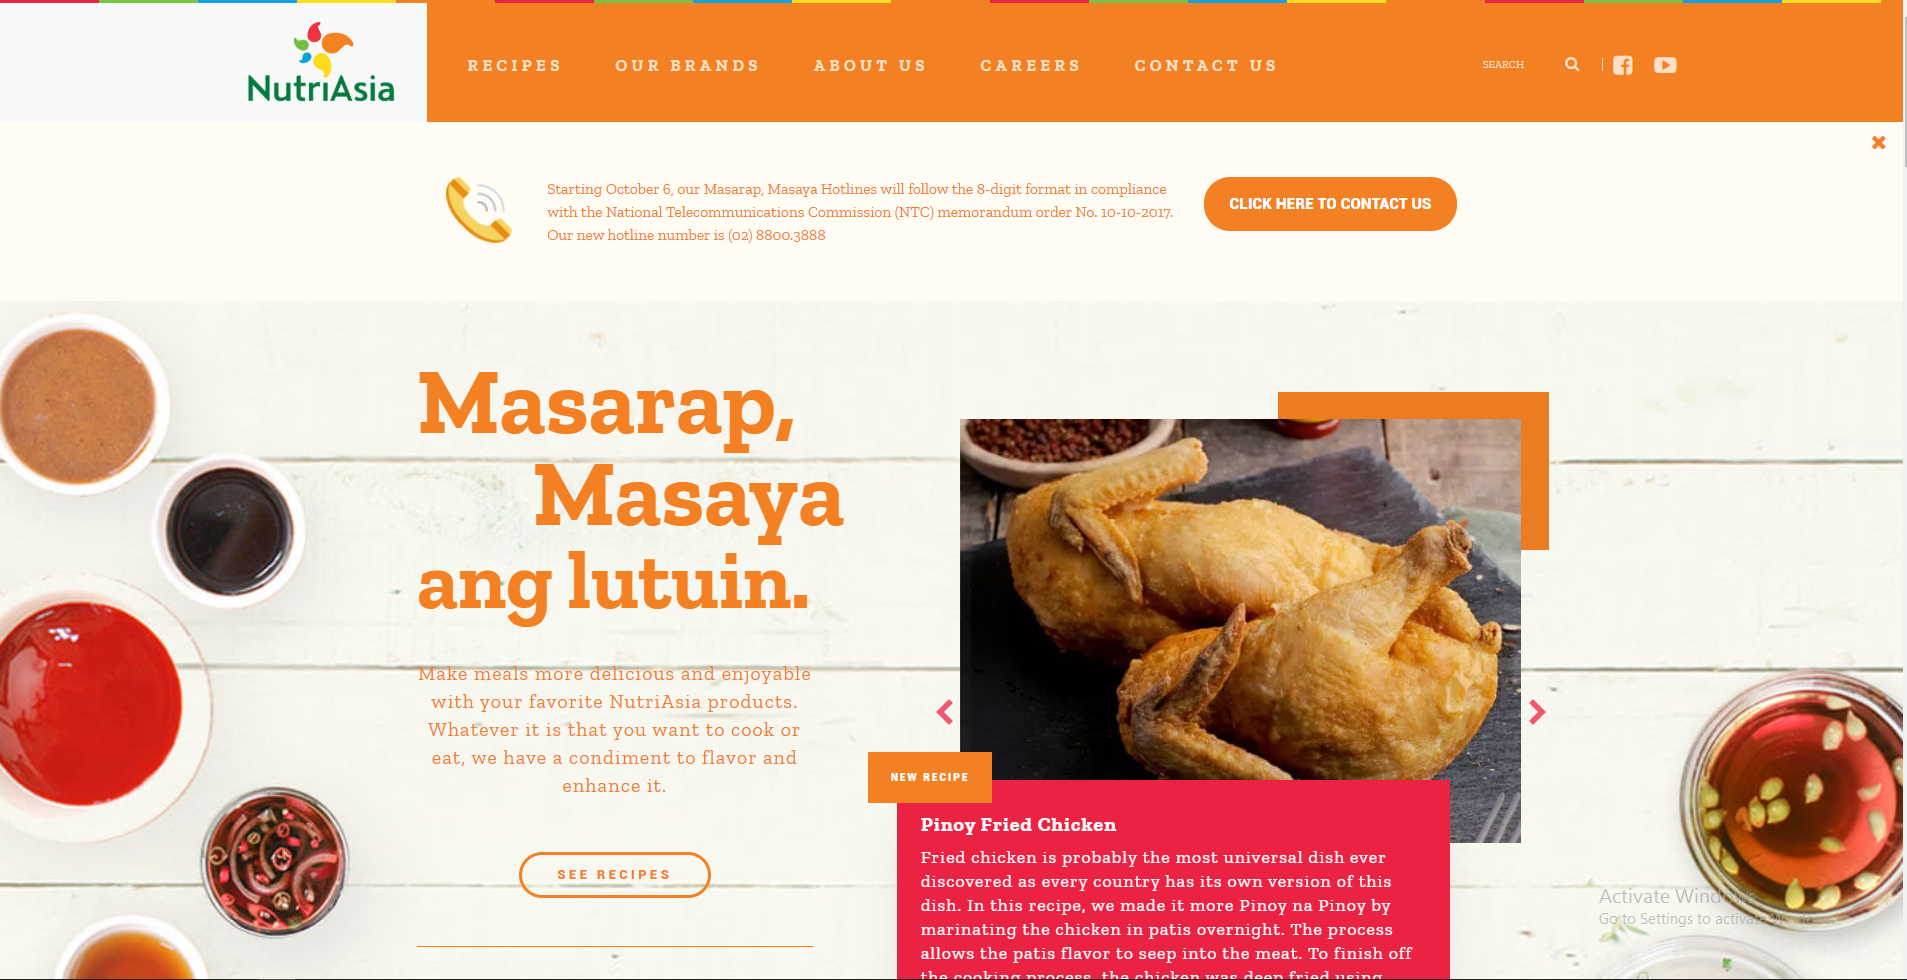 NutriAsia
RECIPES
OUR BRANDS
ABOUT US
CAREERS
CONTACT US
SEARCH
Starting October 6, our Masarap, Masaya Hotlines will follow the 8-digit format in compliance
with the National Telecommunications Commission (NTC) memorandum order No. 10-10-2017.
Our new hotline number is (02) 8800.3888
CLICK HERE TO CONTACT US
Masarap,
Masaya
ang lutuin.
Make meals more delicious and enjoyable
with your favorite NutriAsia products.
Whatever it is that you want to cook or
eat, we have a condiment to flavor and
enhance it.
SEE RECIPES
NEW RECIPE
Pinoy Fried Chicken
Fried chicken is probably the most universal dish ever
discovered as every country has its own version of this
dish. In this recipe, we made it more Pinoy na Pinoy by
marinating the chicken in patis overnight. The process
allows the patis flavor to seep into the meat. To finish off
the cooking process, the chicken was deep fried using
Activate Windows
Go to Settings to activate Windows.